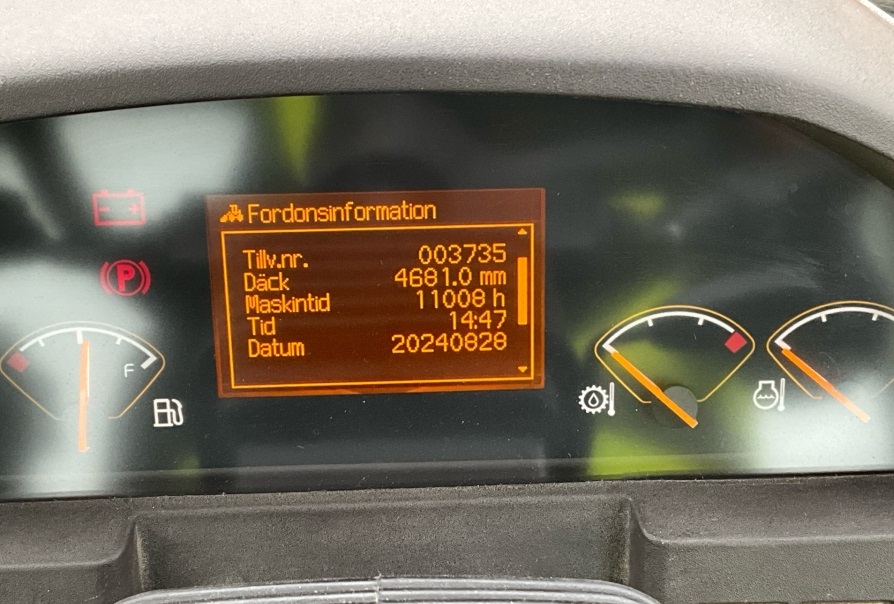 Fordonsinformation
Tillv.nr. 003735
Däck 4681.0 mm
Maskintid 11008 h
Tid 14:47
Datum 20240828
P
F